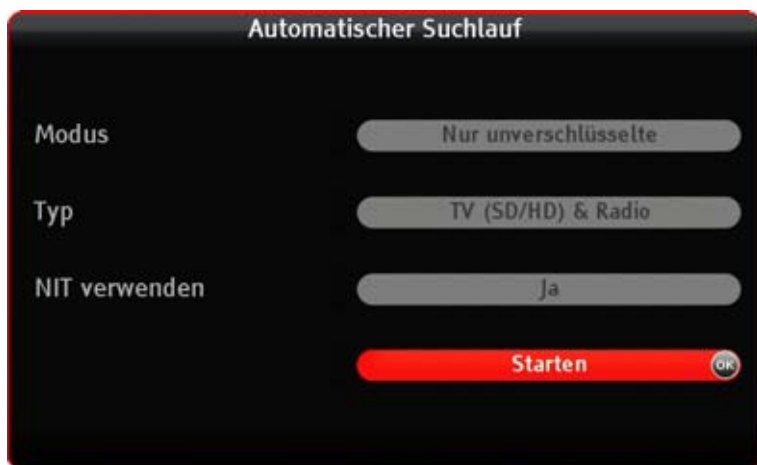 Automatischer Suchlauf
Modus Nur unverschlüsselte
Typ TV (SD/HD) & Radio
NIT verwenden Ja
Starten OK